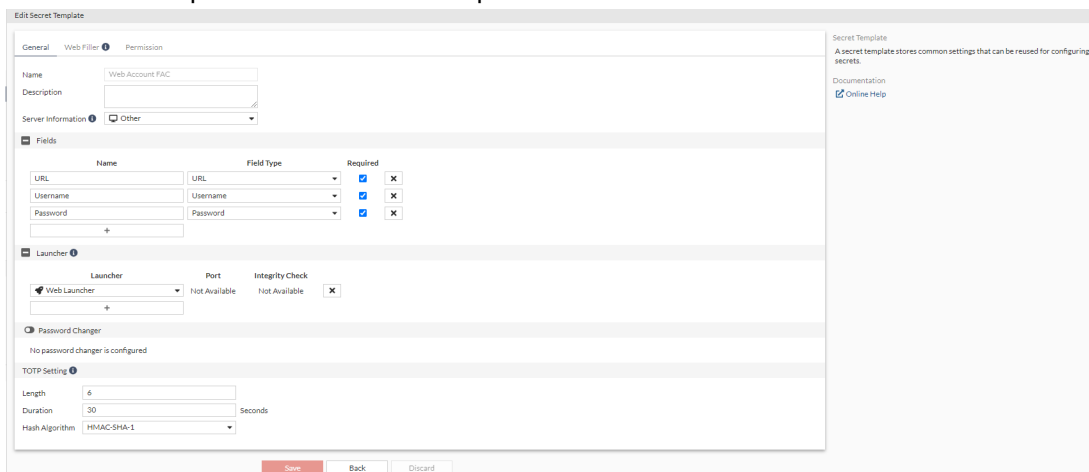 Edit Secret Template
General Web Filler Permission
Name Web Account FAC
Description
Server Information Other
Fields
Name Field Type Required
URL URL
Username Username
Password Password
+
Launcher
Launcher Port Integrity Check
Web Launcher Not Available Not Available
+
Password Changer
No password changer is configured
TOTP Setting
Length 6
Duration 30 Seconds
Hash Algorithm HMAC-SHA-1
Save Back Discard
Secret Template
A secret template stores common settings that can be reused for configuring
secrets.
Documentation
Online Help